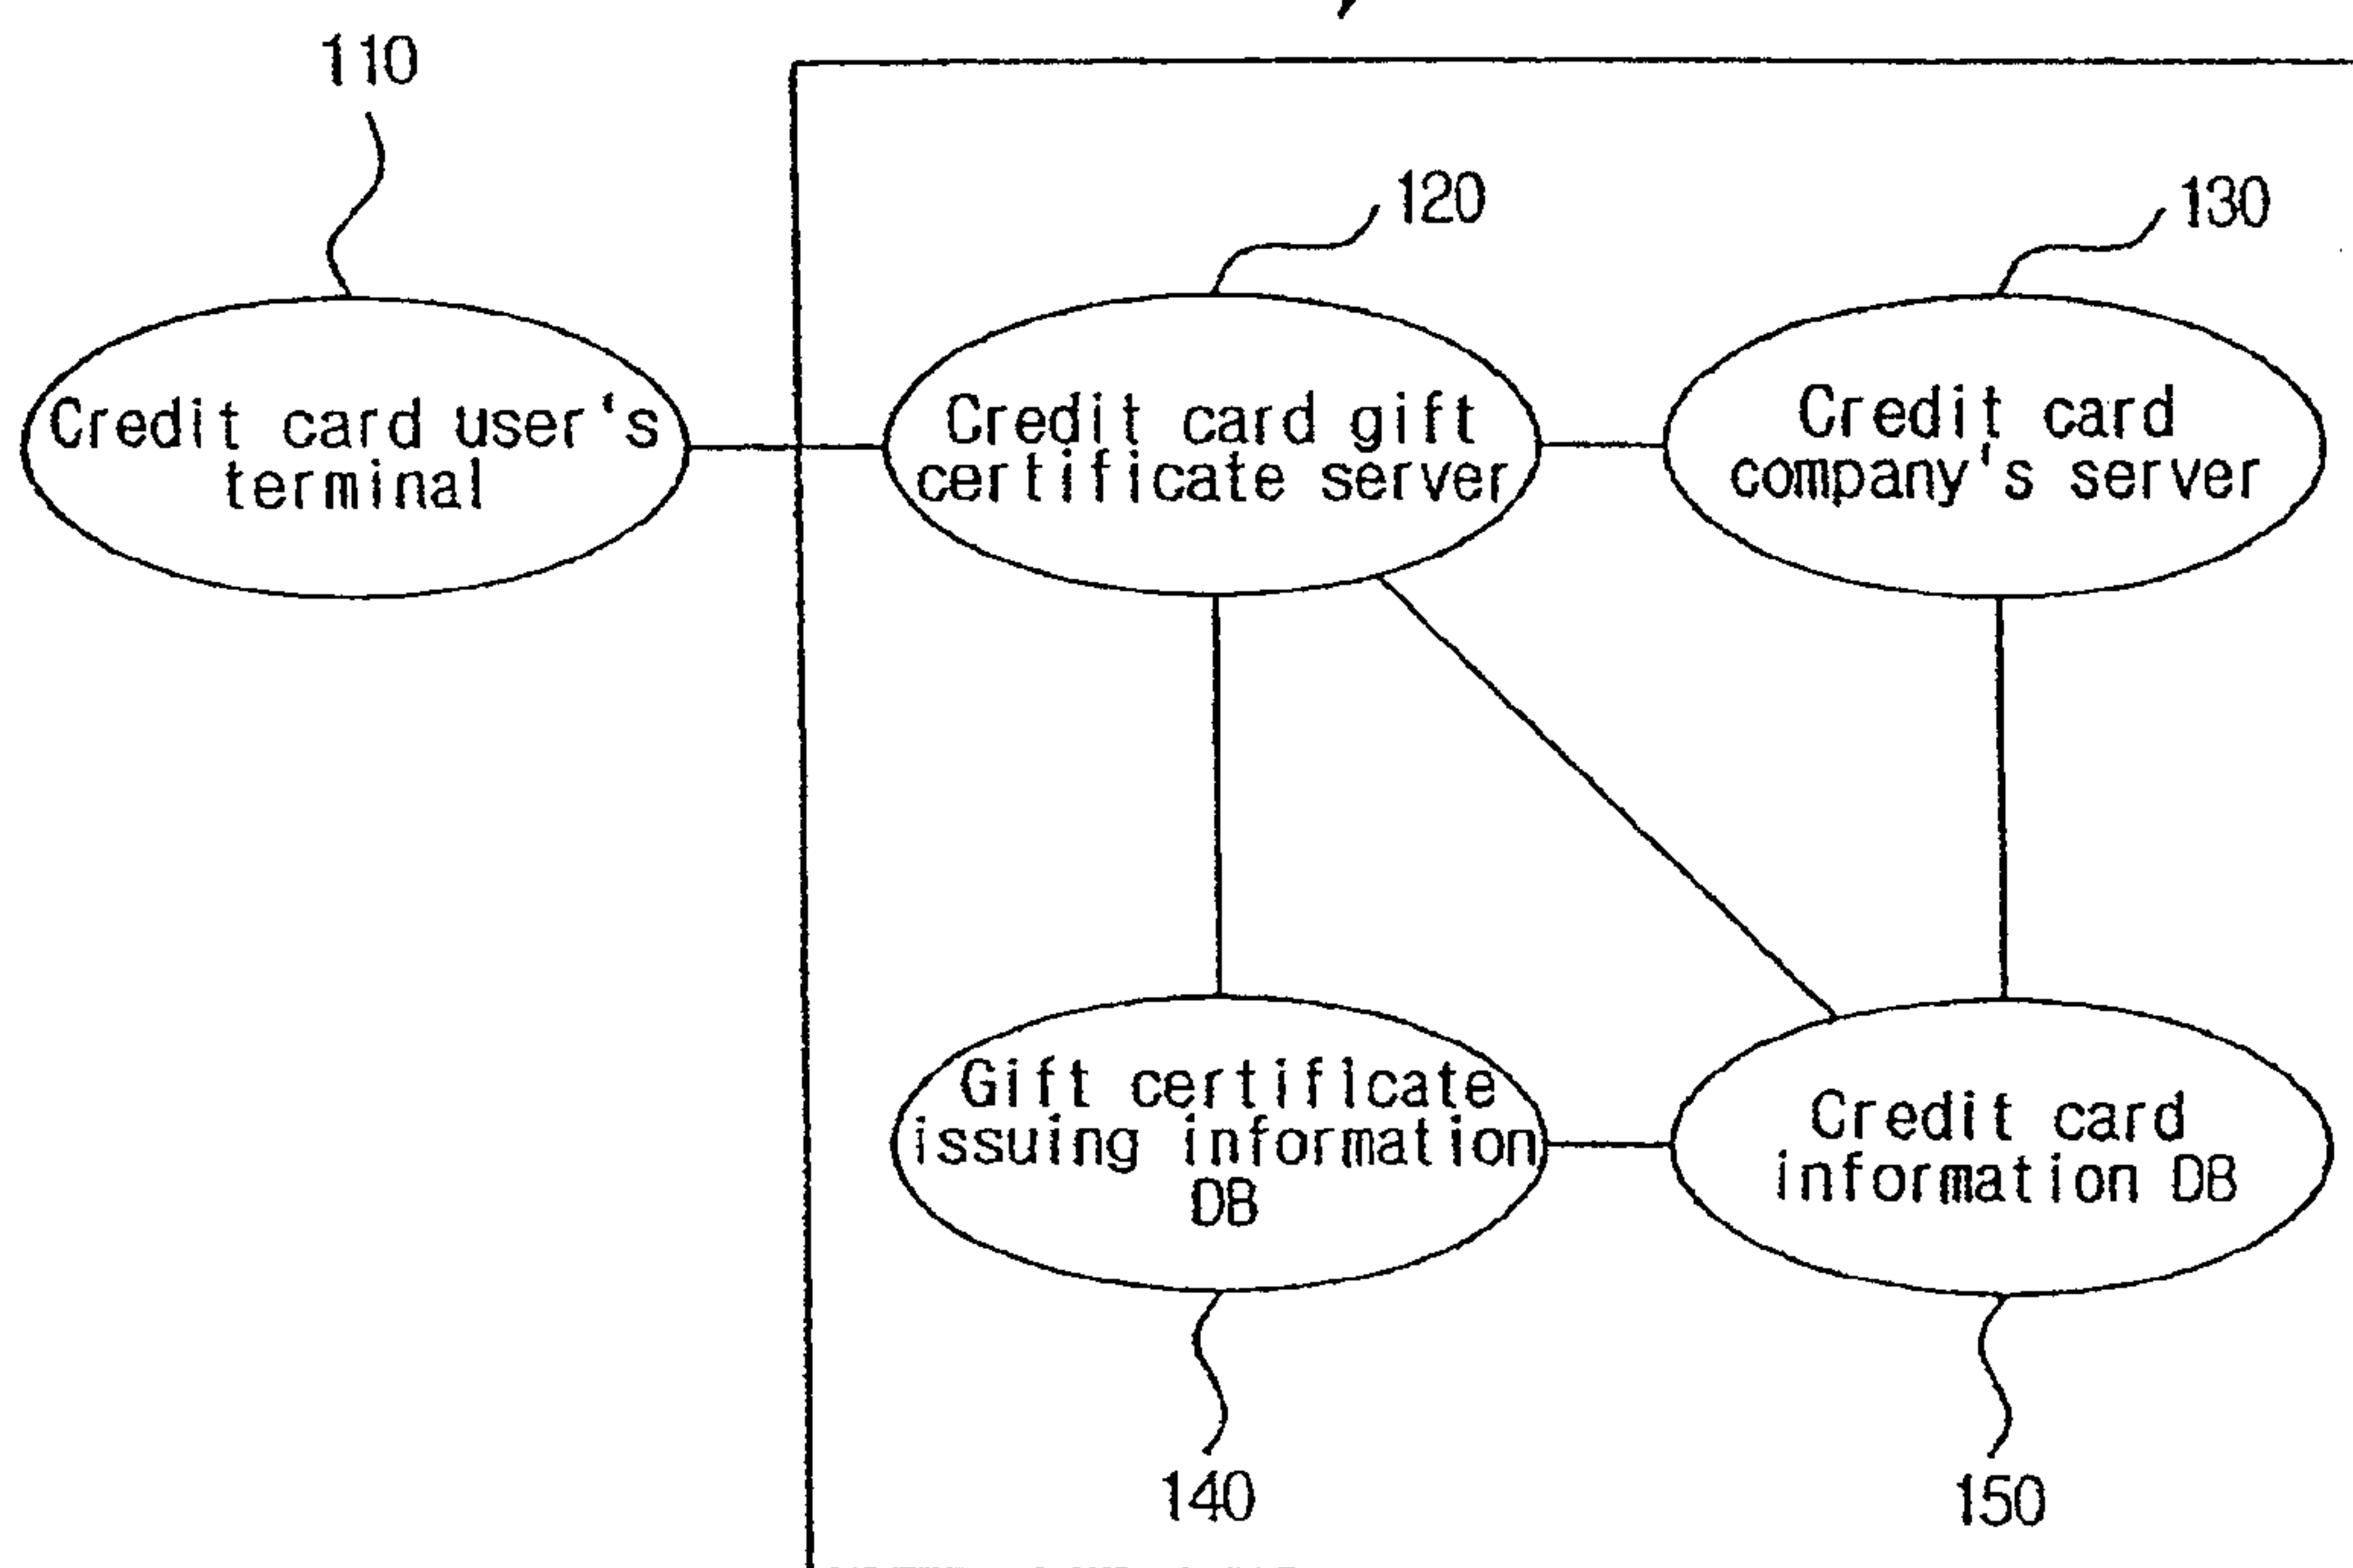 110
120
130
Credit card user's
terminal
Credit card gift
certificate server
Credit card
company's server
Gift certificate
issuing information
DB
Credit card
information DB
140
150